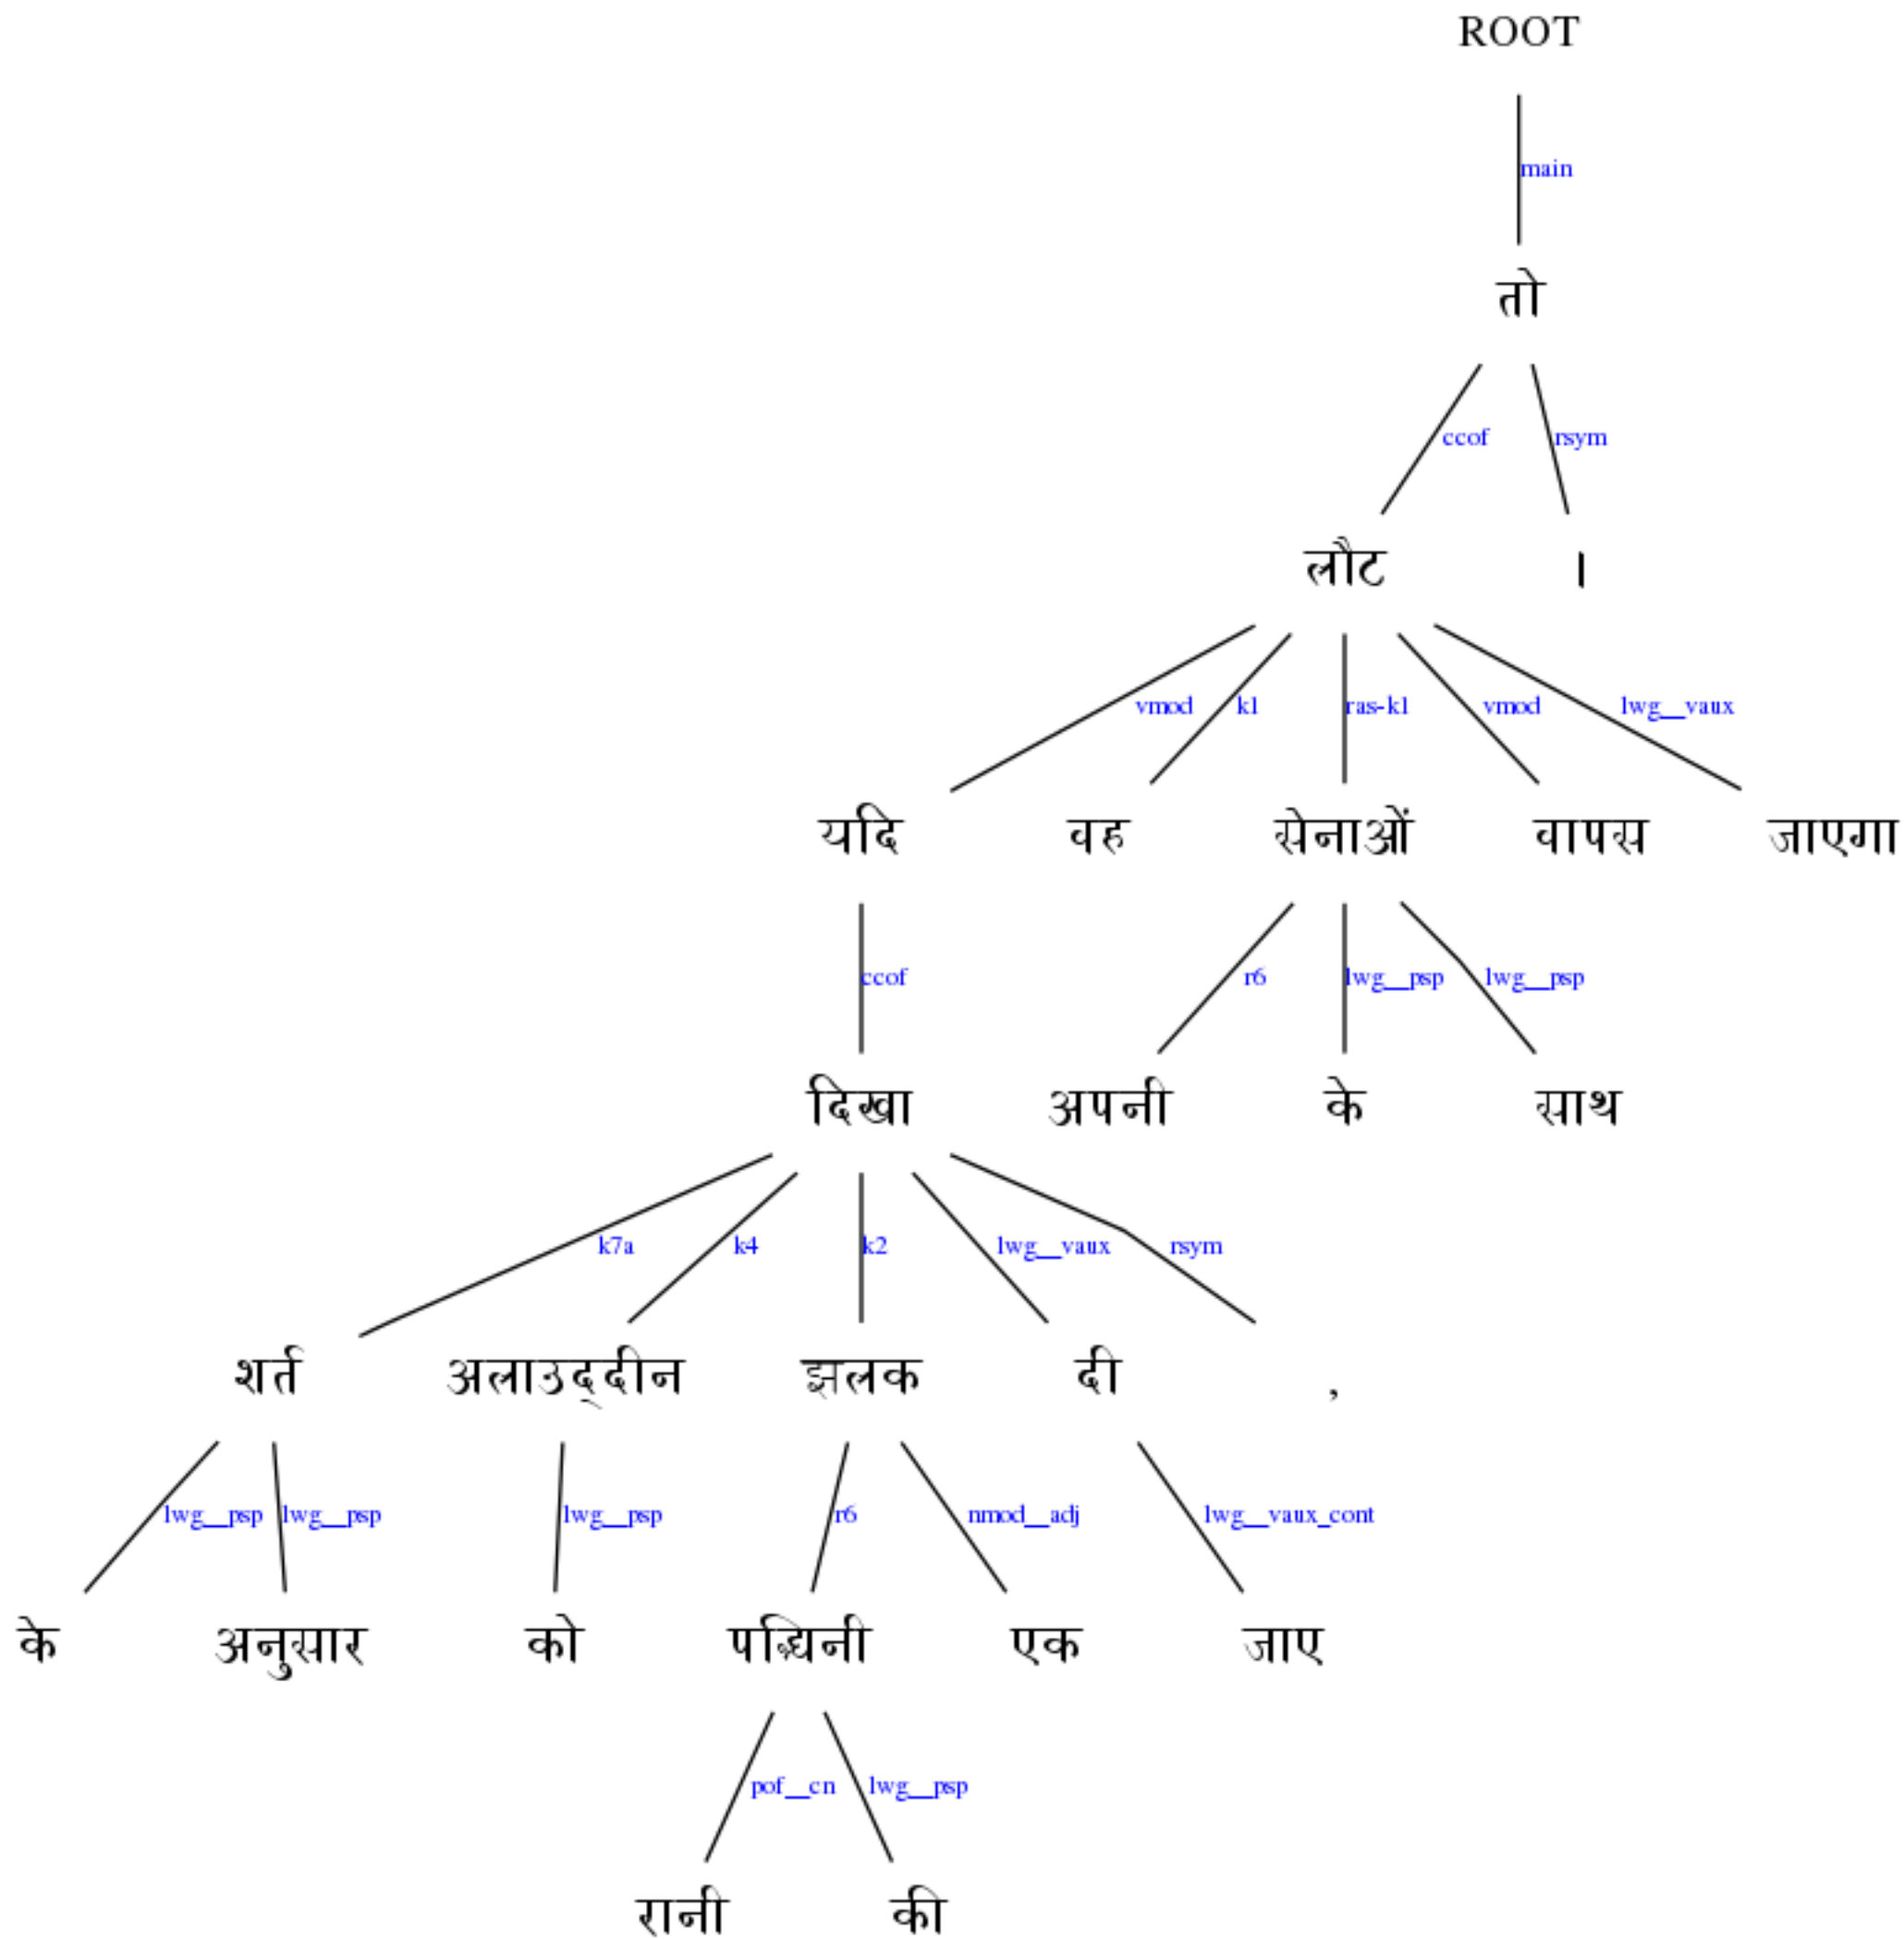 ROOT
main
तो
ccof rsym
लौट ।
vmod k1 ras-k1 vmod lwg__vaux
यदि वह सेनाओं वापस जाएगा
ccof r6 lwg__psp lwg__psp
दिखा अपनी के साथ
k7a k4 k2 lwg__vaux rsym
शर्त अलाउद्दीन झलक दी ,
lwg__psp lwg__psp lwg__psp r6 nmod__adj lwg__vaux_cont
के अनुसार को पद्मिनी एक जाए
pof__cn lwg__psp
रानी की